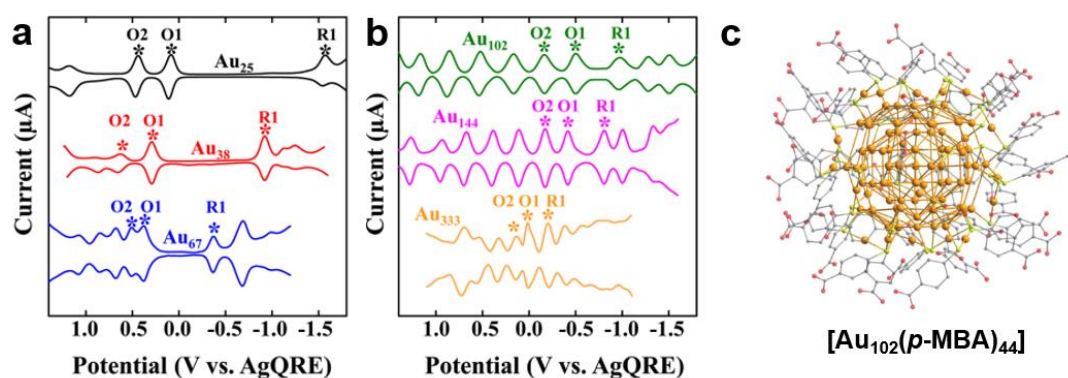 a
O2 O1 R1
Au25
O2 O1 R1
Au38
O2 O1 R1
Au67
Current (μA)
1.0 0.5 0.0 -0.5 -1.0 -1.5
Potential (V vs. AgQRE)
b
Au102 O2 O1 R1
Au144 O2 O1 R1
Au333 O2 O1 R1
Current (μA)
1.0 0.5 0.0 -0.5 -1.0 -1.5
Potential (V vs. AgQRE)
c
[Au102(p-MBA)44]